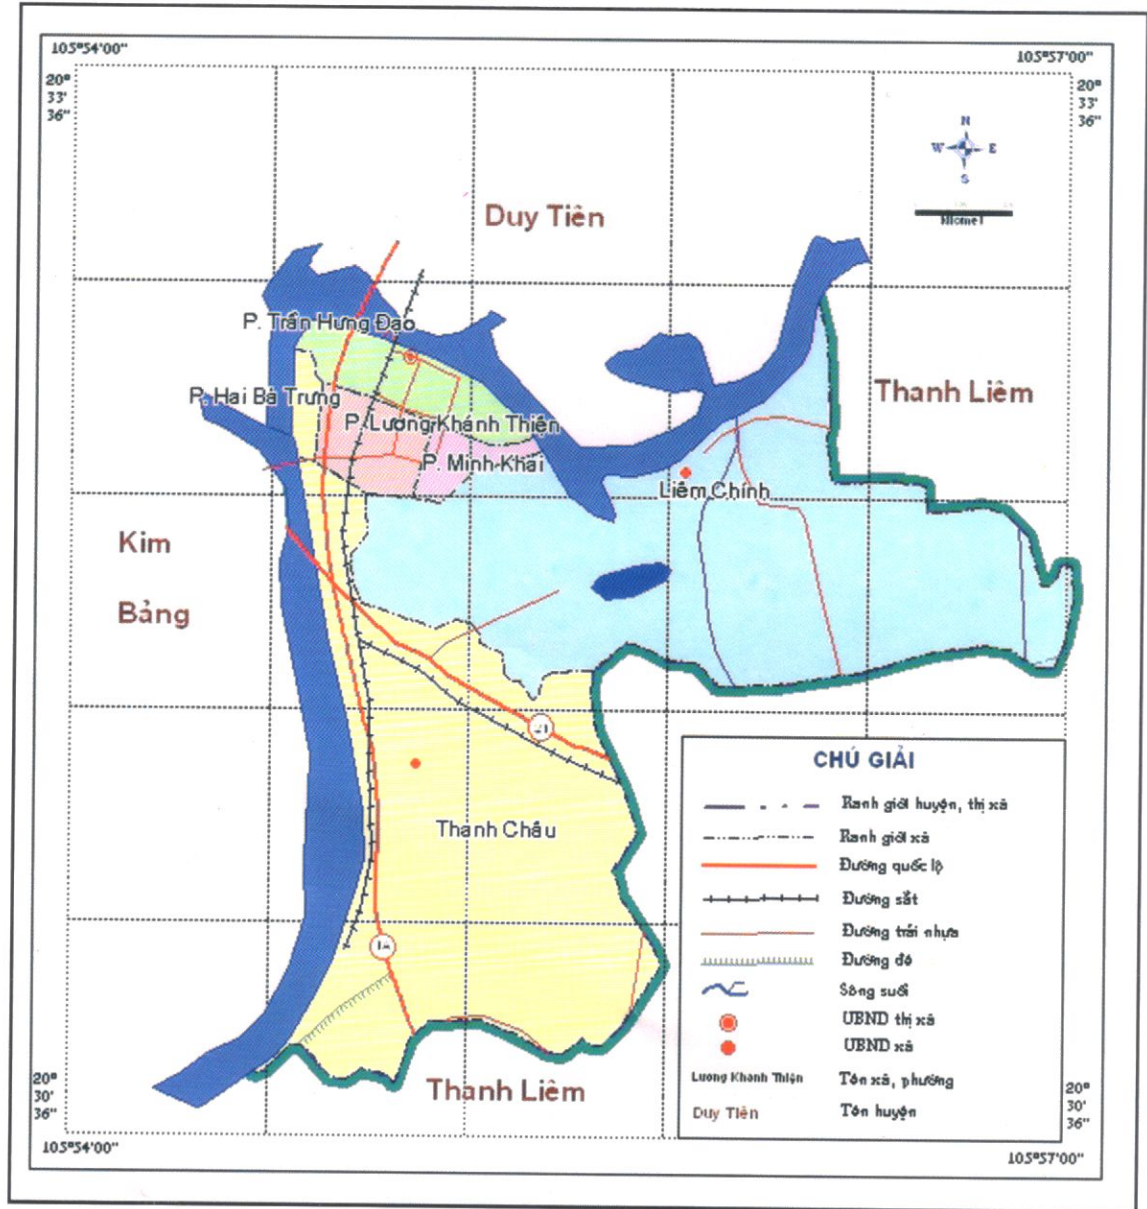 105°54'00"
105°57'00"
20°
33'
36"
20°
33'
36"
N
W
E
S
Duy Tiên
P. Trần Hưng Đạo
P. Hai Bà Trưng
Thanh Liêm
P. Lương Khánh Thiện
P. Minh Khai
Liêm Chính
Kim
Bảng
21
CHÚ GIẢI
Ranh giới huyện, thị xã
Ranh giới xã
Đường quốc lộ
Đường sắt
Đường trải nhựa
Đường đê
Sông suối
UBND thị xã
UBND xã
Lương Khánh Thiện
Tên xã, phường
Duy Tiên
Tên huyện
Thanh Châu
1A
Thanh Liêm
20°
30'
36"
20°
30'
36"
105°54'00"
105°57'00"